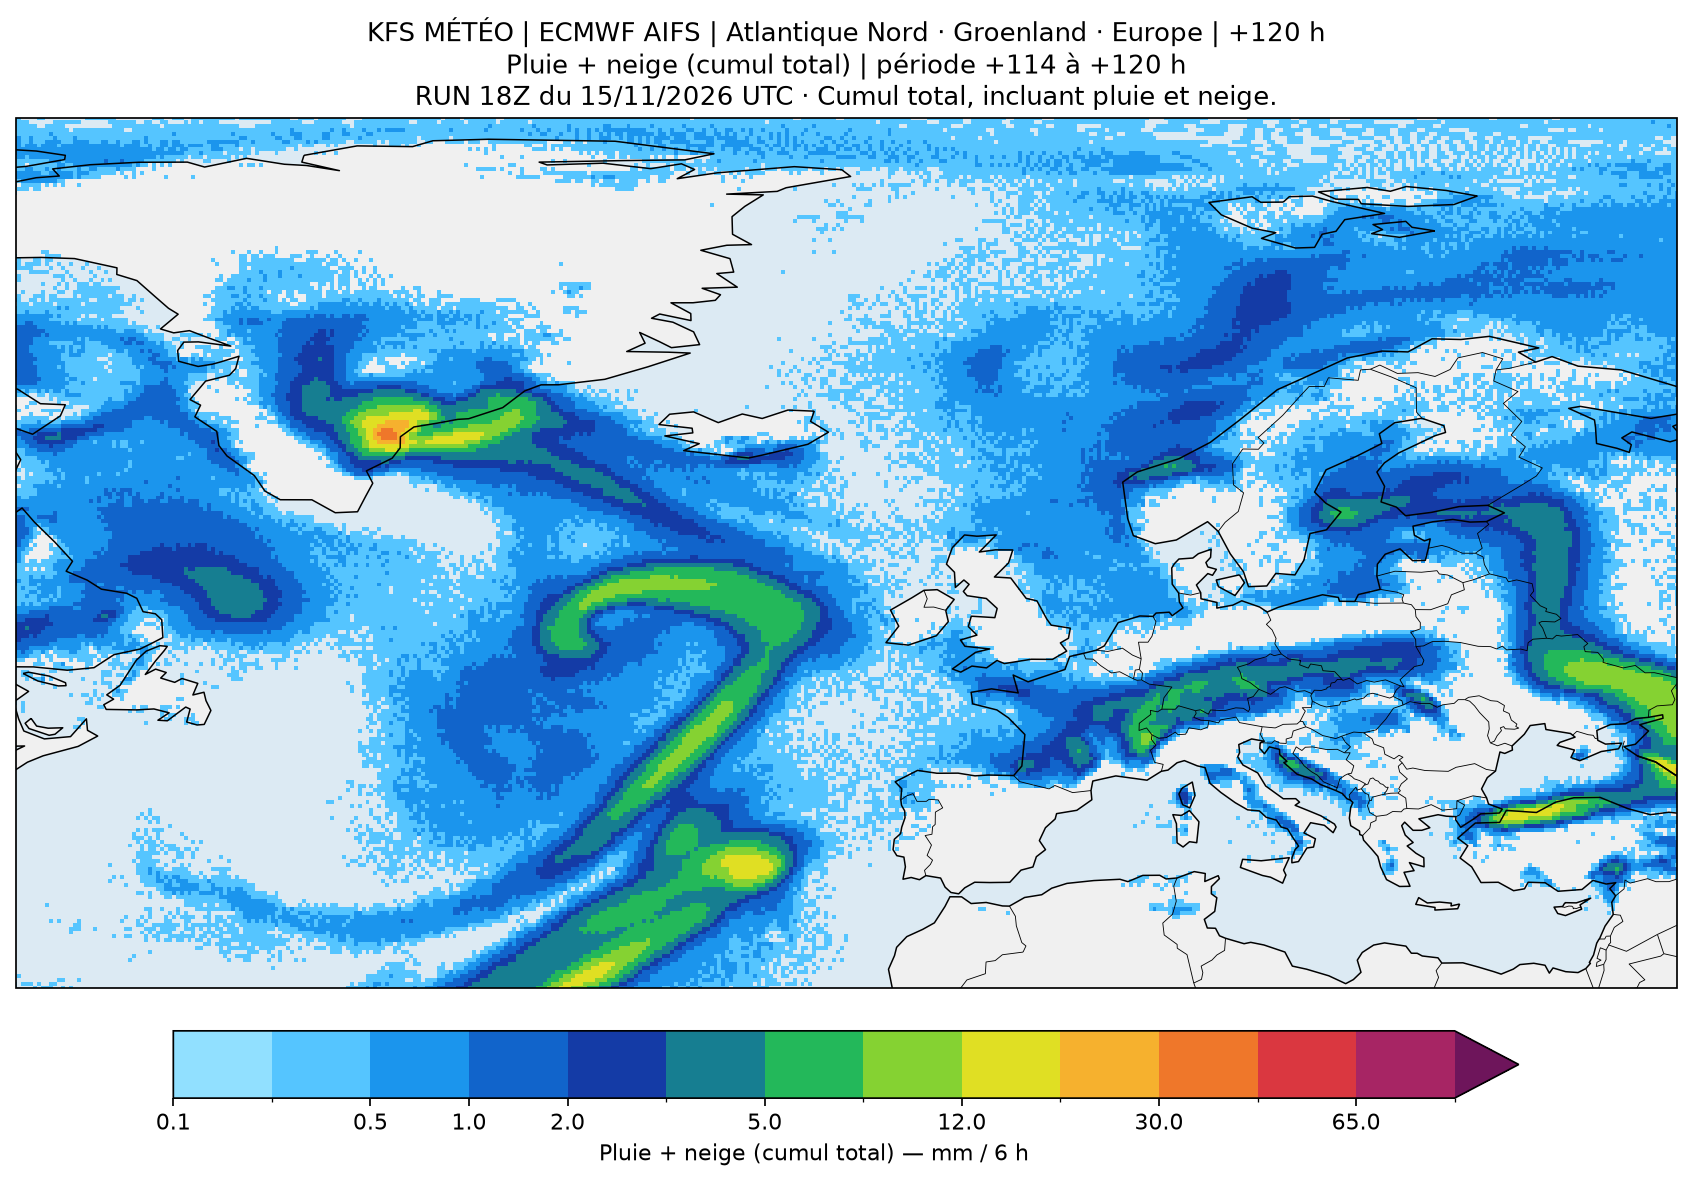 KFS MÉTÉO | ECMWF AIFS | Atlantique Nord · Groenland · Europe | +120 h
Pluie + neige (cumul total) | période +114 à +120 h
RUN 18Z du 15/11/2026 UTC · Cumul total, incluant pluie et neige.
0.1 0.5 1.0 2.0 5.0 12.0 30.0 65.0
Pluie + neige (cumul total) — mm / 6 h